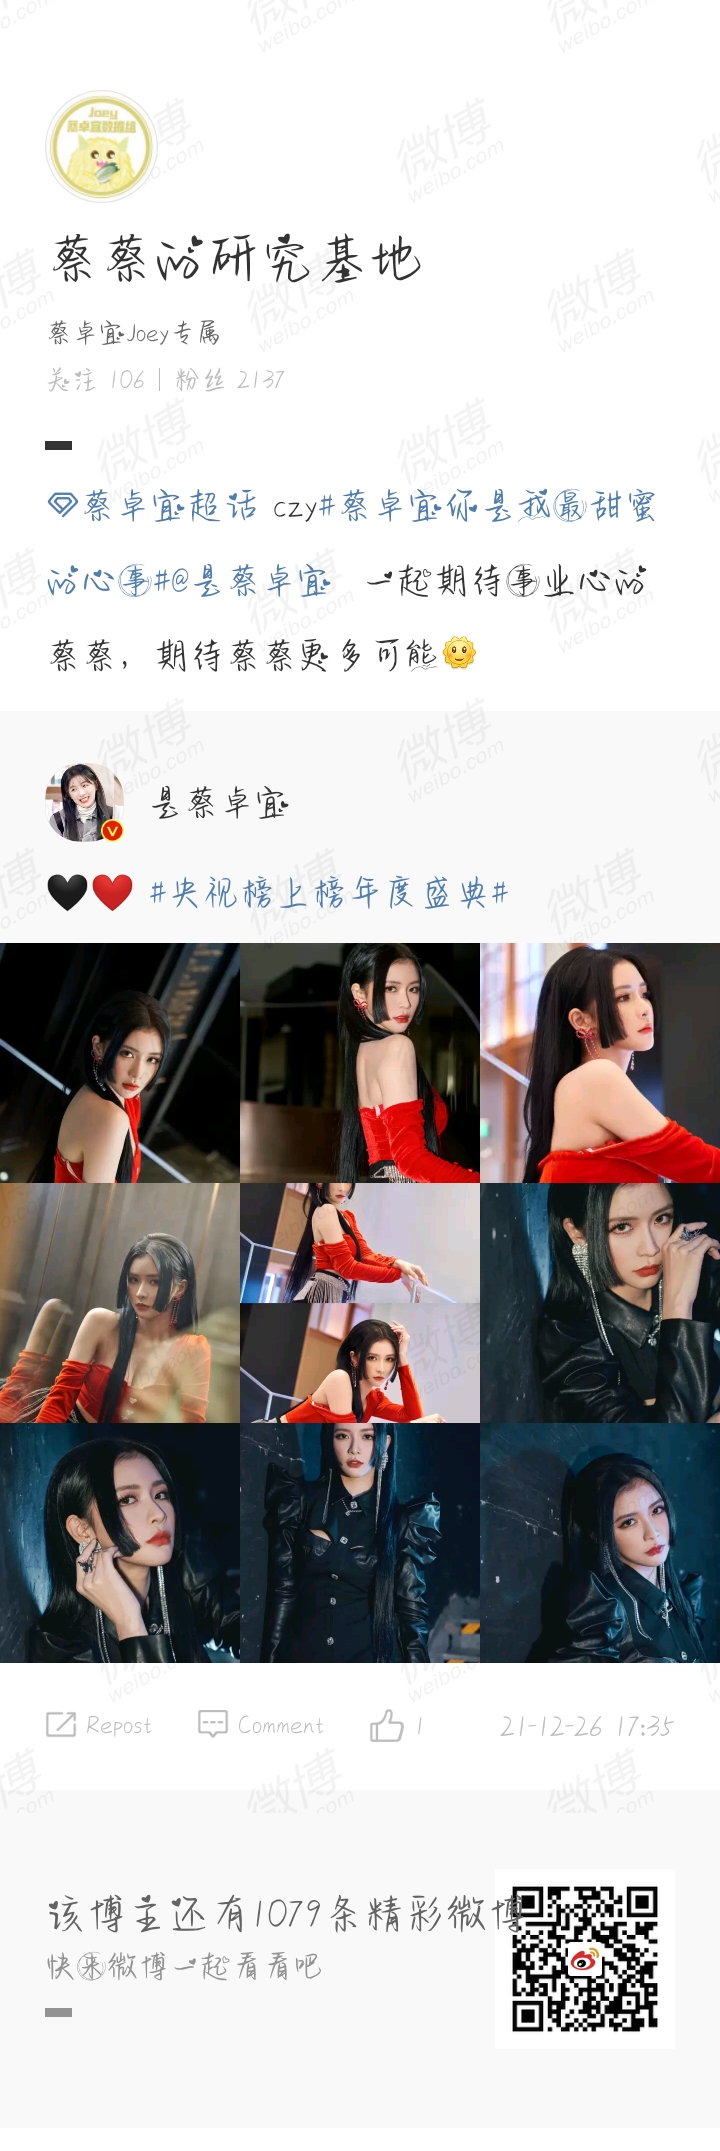 Joey
蔡卓宜数据组
蔡蔡的研究基地
蔡卓宜Joey专属
关注 106 | 粉丝 2137
蔡卓宜超话 czy#蔡卓宜你是我最甜蜜
的心事#@是蔡卓宜 一起期待事业心的
蔡蔡，期待蔡蔡更多可能
是蔡卓宜
🖤❤️ #央视榜上榜年度盛典#
Repost Comment 1 21-12-26 17:35
该博主还有1079条精彩微博
快来微博一起看看吧
微博
weibo.com